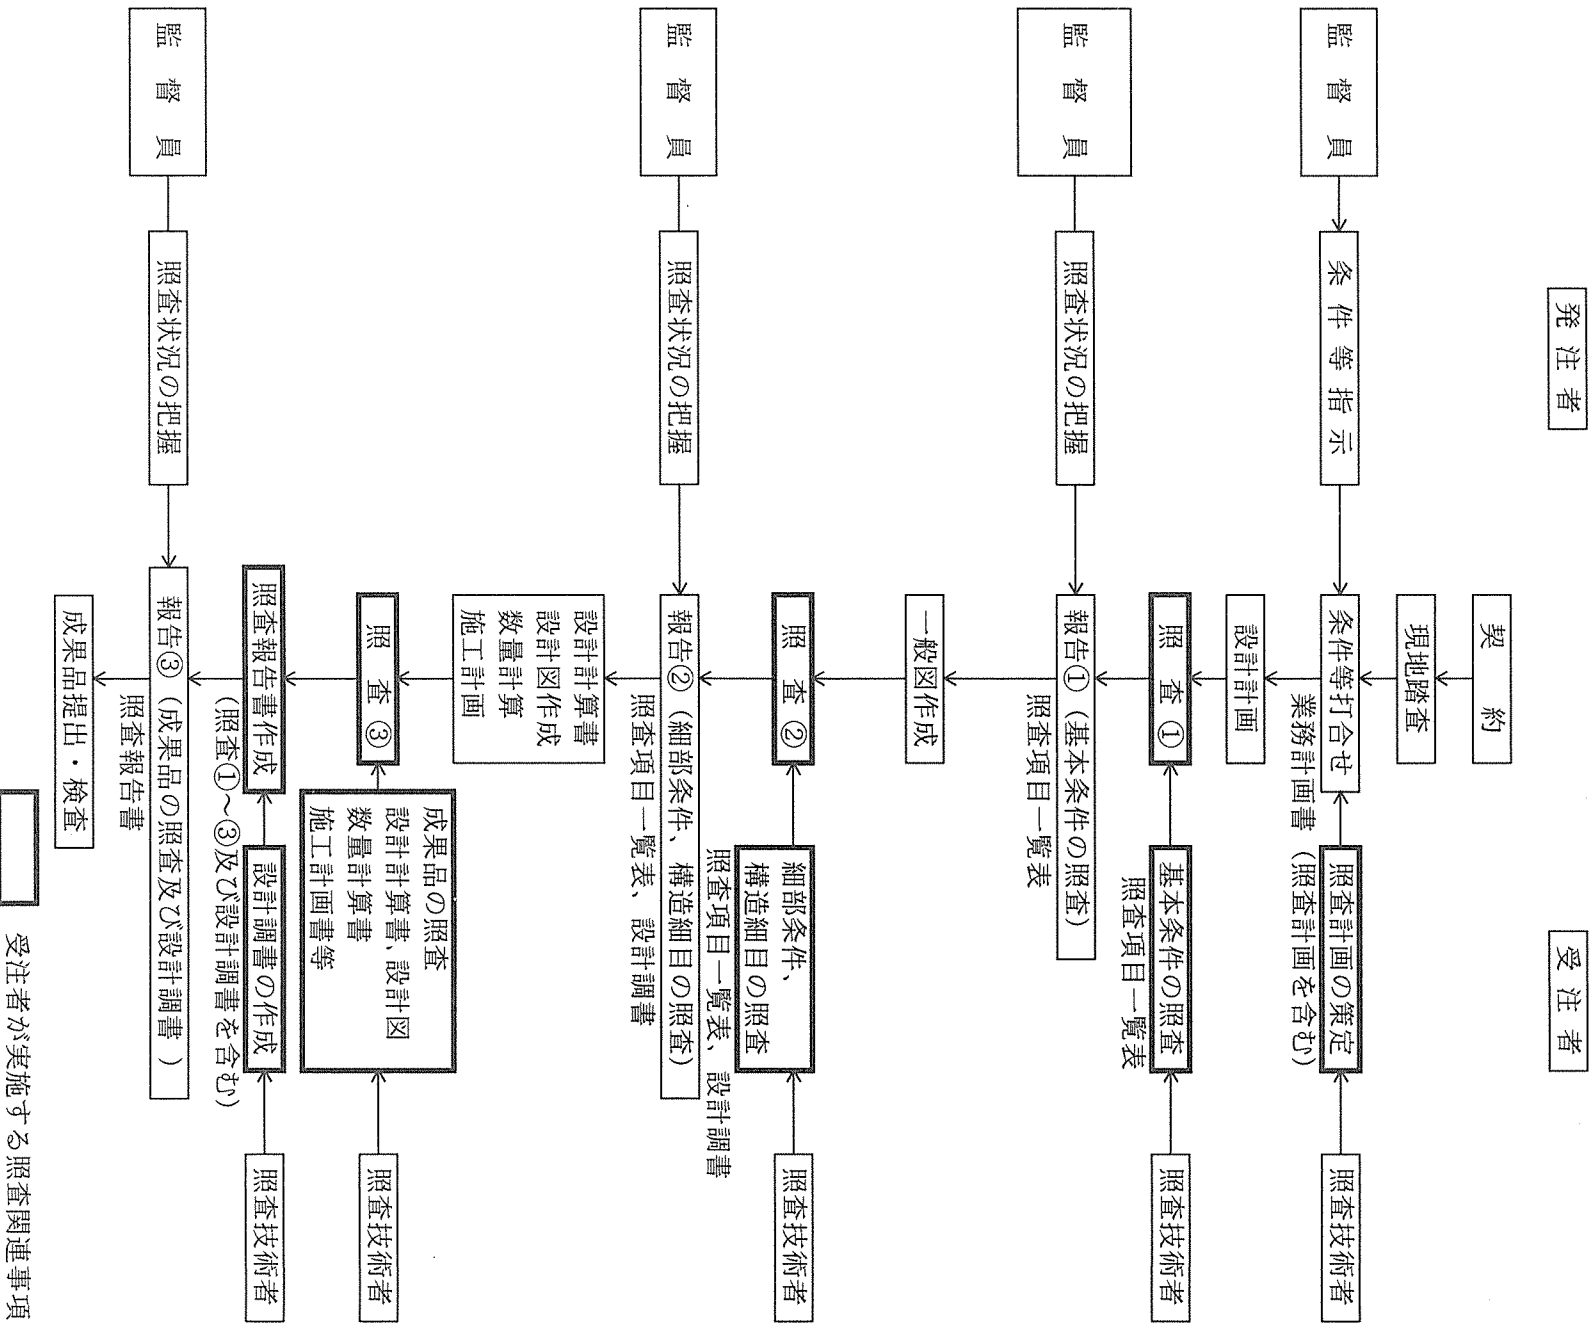 発注者
受注者
契 約
現地踏査
監 督 員
条 件 等 指 示
条件等打合せ
業務計画書（照査計画を含む）
照査計画の策定
照査技術者
設計計画
照 査 ①
基本条件の照査
照査項目一覧表
照査技術者
監 督 員
照査状況の把握
報告①（基本条件の照査）
照査項目一覧表
一般図作成
照 査 ②
細部条件、
構造細目の照査
照査項目一覧表、設計調書
照査技術者
監 督 員
照査状況の把握
報告②（細部条件、構造細目の照査）
照査項目一覧表、設計調書
設計計算書
設計図作成
数量計算
施工計画
照 査 ③
成果品の照査
設計計算書、設計図
数量計算書
施工計画書等
照査技術者
照査報告書作成
（照査①～③及び設計調書を含む）
設計調書の作成
照査技術者
監 督 員
照査状況の把握
報告③（成果品の照査及び設計調書）
照査報告書
成果品提出・検査
受注者が実施する照査関連事項